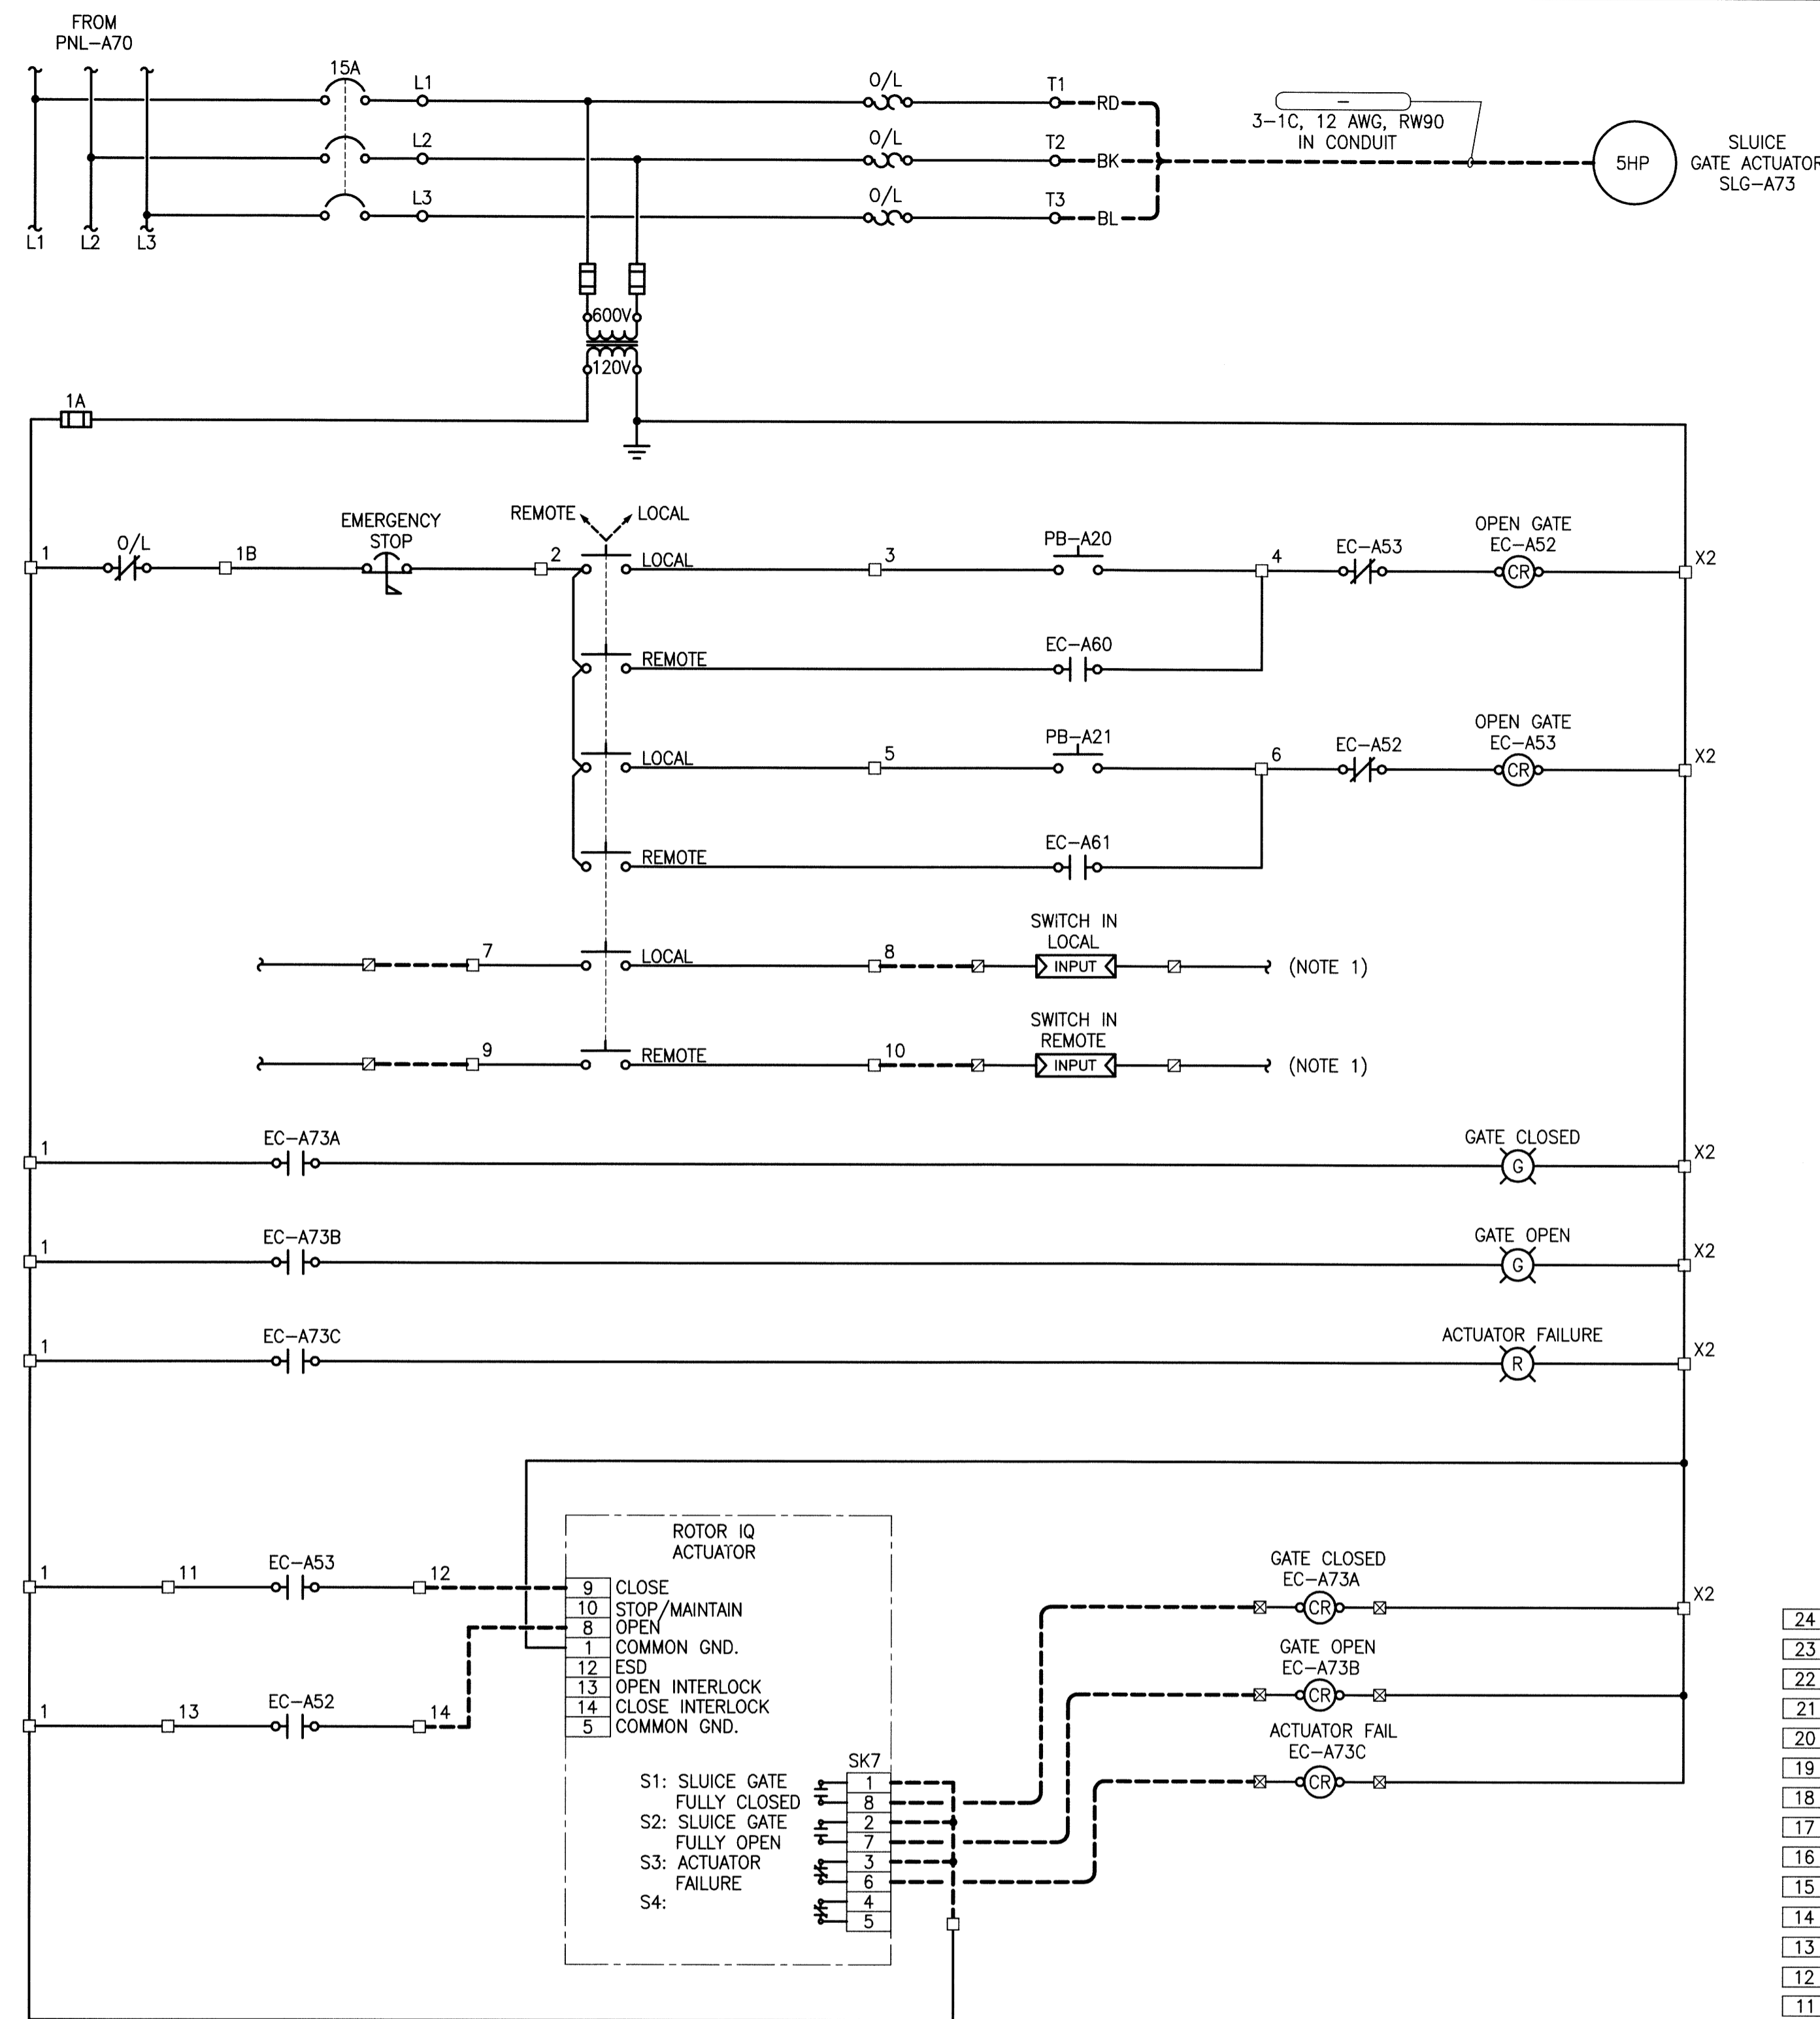 FROM
PNL-A70
15A
L1
O/L
T1
RD
3-1C, 12 AWG, RW90
IN CONDUIT
L2
O/L
T2
BK
5HP
SLUICE
GATE ACTUATOR
SLG-A73
L3
O/L
T3
BL
L1 L2 L3
600V
120V
1A
REMOTE LOCAL
EMERGENCY
STOP
1
O/L
1B
2
LOCAL
3
PB-A20
4
EC-A53
OPEN GATE
EC-A52
CR
X2
REMOTE
EC-A60
LOCAL
5
PB-A21
6
EC-A52
OPEN GATE
EC-A53
CR
X2
REMOTE
EC-A61
7
LOCAL
8
SWITCH IN
LOCAL
INPUT
(NOTE 1)
9
REMOTE
10
SWITCH IN
REMOTE
INPUT
(NOTE 1)
1
EC-A73A
GATE CLOSED
G
X2
1
EC-A73B
GATE OPEN
G
X2
1
EC-A73C
ACTUATOR FAILURE
R
X2
ROTOR IQ
ACTUATOR
1
11
EC-A53
12
9 CLOSE
10 STOP/MAINTAIN
8 OPEN
1 COMMON GND.
12 ESD
13 OPEN INTERLOCK
14 CLOSE INTERLOCK
5 COMMON GND.
1
13
EC-A52
14
GATE CLOSED
EC-A73A
CR
X2
GATE OPEN
EC-A73B
CR
ACTUATOR FAIL
EC-A73C
CR
SK7
S1: SLUICE GATE 1
FULLY CLOSED 8
S2: SLUICE GATE 2
FULLY OPEN 7
S3: ACTUATOR 3
FAILURE 6
S4: 4
5
24
23
22
21
20
19
18
17
16
15
14
13
12
11